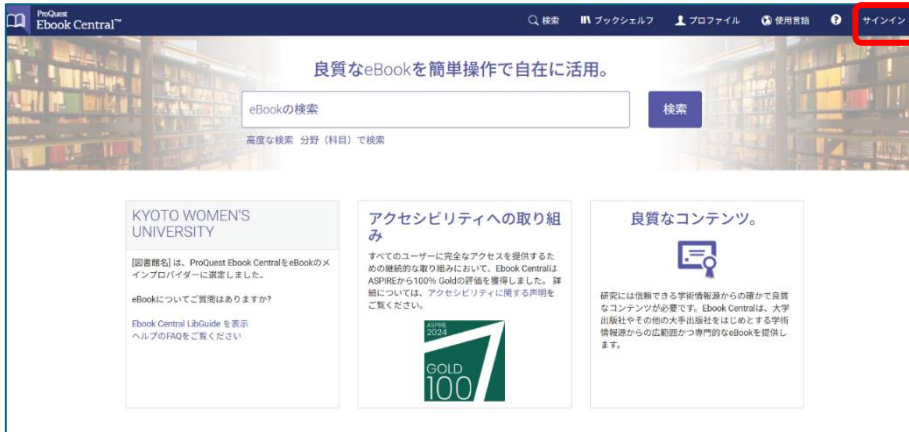 ProQuest
Ebook Central™
検索
ブックシェルフ
プロファイル
使用言語
?
サインイン
良質なeBookを簡単操作で自在に活用。
eBookの検索
検索
高度な検索 分野（科目）で検索
KYOTO WOMEN'S
UNIVERSITY
[図書館名] は、ProQuest Ebook CentralをeBookのメ
インプロバイダーに選定しました。
eBookについてご質問はありますか?
Ebook Central LibGuide を表示
ヘルプのFAQをご覧ください
アクセシビリティへの取り組
み
すべてのユーザーに完全なアクセスを提供するた
めの継続的な取り組みにおいて、Ebook Centralは
ASPIREから100% Goldの評価を獲得しました。 詳
細については、アクセシビリティに関する声明を
ご覧ください。
ASPIRE
2024
GOLD
100
良質なコンテンツ。
研究には信頼できる学術情報源からの確かで良質
なコンテンツが必要です。Ebook Centralは、大学
出版社やその他の大手出版社をはじめとする学術
情報源からの広範囲かつ専門的なeBookを提供し
ます。